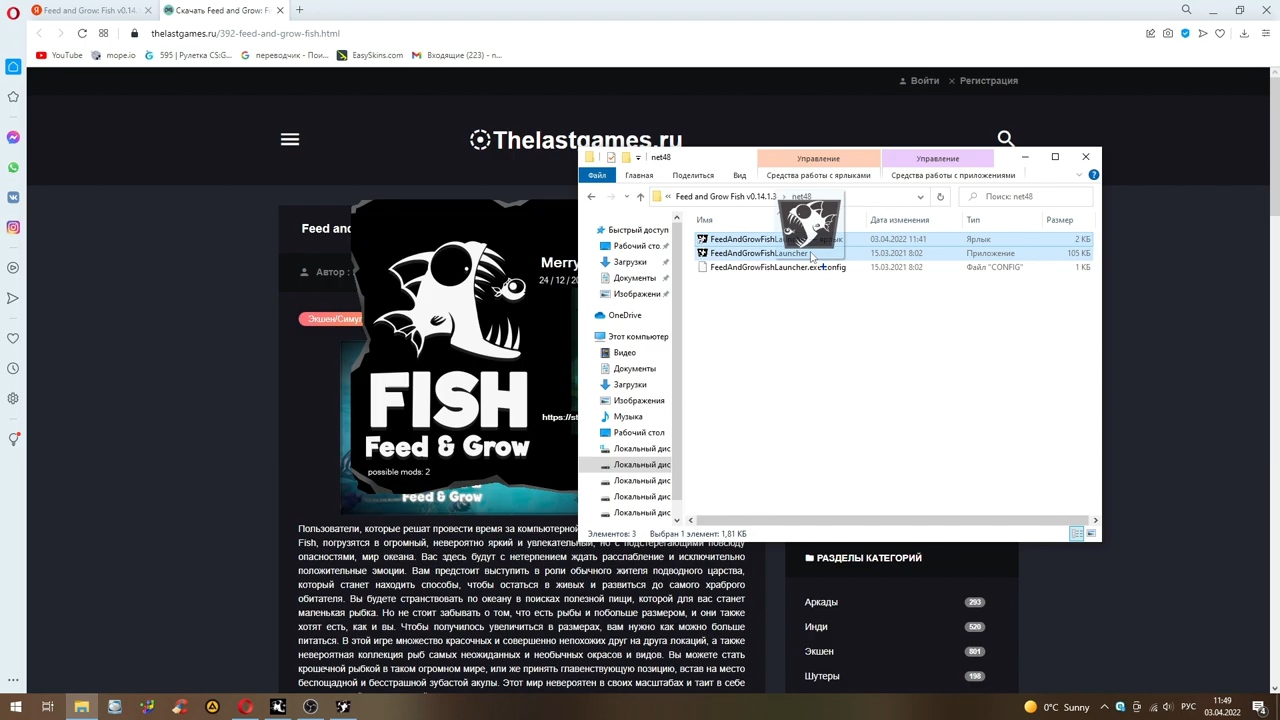 Feed and Grow: Fish v0.14.
Скачать Feed and Grow: Fish
thelastgames.ru/392-feed-and-grow-fish.html
YouTube
mope.io
595 | Рулетка CS:G...
переводчик - Пои...
EasySkins.com
Входящие (223) - п...
Войти
Регистрация
Thelastgames.ru
net48
Управление
Управление
Файл
Главная
Поделиться
Вид
Средства работы с ярлыками
Средства работы с приложениями
« Feed and Grow Fish v0.14.1.3 › net48
Поиск: net48
Имя
Дата изменения
Тип
Размер
Быстрый доступ
Рабочий сто.
Загрузки
Документы
Изображени
OneDrive
Этот компьютер
Видео
Документы
Загрузки
Изображения
Музыка
Рабочий стол
Локальный дис
Локальный дис
Локальный дис
Локальный дис
Локальный дис
03.04.2022 11:41
Ярлык
2 КБ
FeedAndGrowFishLauncher
15.03.2021 8:02
Приложение
105 КБ
FeedAndGrowFishLauncher.exe.config
15.03.2021 8:02
Файл "CONFIG"
1 КБ
Элементов: 3
Выбран 1 элемент: 1,81 КБ
Feed and
Автор :
Merry
24 / 12 / 20
Экшен/Симул
https://st
FISH
Feed & Grow
possible mods: 2
Feed & Grow
Пользователи, которые решат провести время за компьютерной
Fish, погрузятся в огромный, невероятно яркий и увлекательный, но с подстерегающими повсюду
опасностями, мир океана. Вас здесь будут с нетерпением ждать расслабление и исключительно
положительные эмоции. Вам предстоит выступить в роли обычного жителя подводного царства,
который станет находить способы, чтобы остаться в живых и развиться до самого храброго
обитателя. Вы будете странствовать по океану в поисках полезной пищи, которой для вас станет
маленькая рыбка. Но не стоит забывать о том, что есть рыбы и побольше размером, и они также
хотят есть, как и вы. Чтобы получилось увеличиться в размерах, вам нужно как можно больше
питаться. В этой игре множество красочных и совершенно непохожих друг на друга локаций, а также
невероятная коллекция рыб самых неожиданных и необычных окрасов и видов. Вы можете стать
крошечной рыбкой в таком огромном мире, или же принять главенствующую позицию, встав на место
беспощадной и бесстрашной зубастой акулы. Этот мир невероятен в своих масштабах и таит в себе
РАЗДЕЛЫ КАТЕГОРИЙ
Аркады
293
Инди
520
Экшен
801
Шутеры
198
0°C Sunny
РУС
11:49
03.04.2022
4